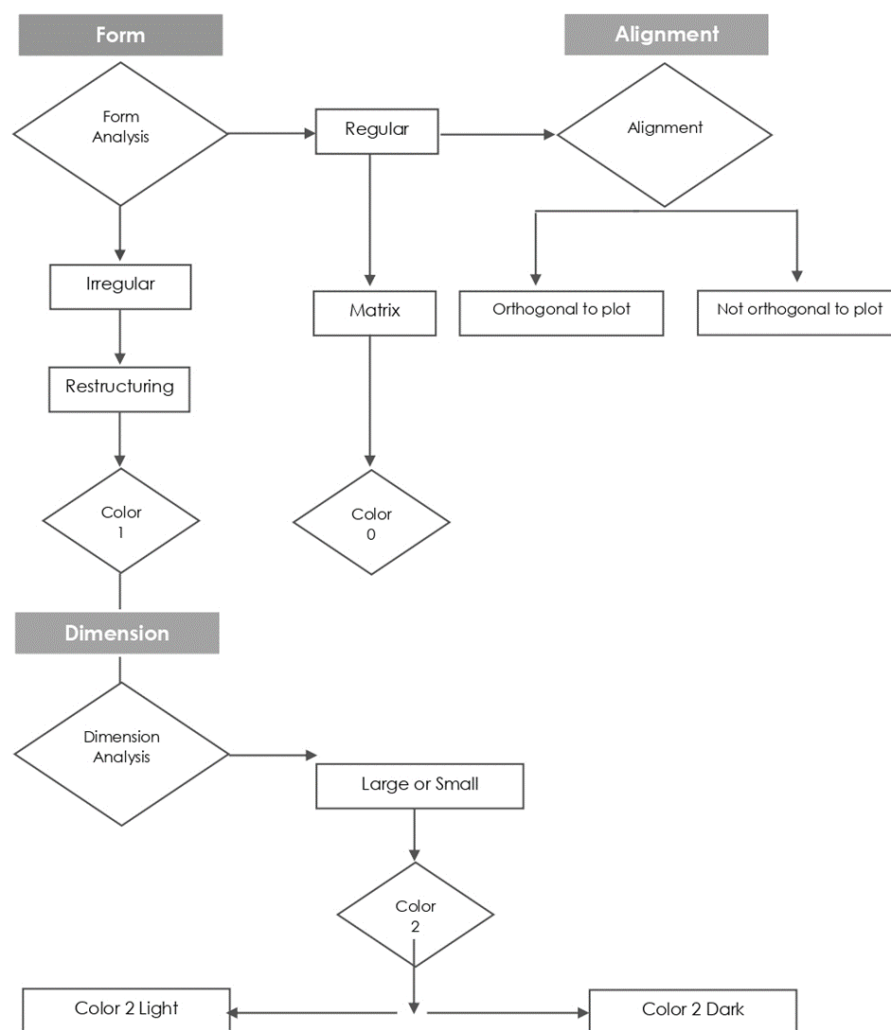 Form
Alignment
Form
Analysis
Regular
Alignment
Irregular
Matrix
Orthogonal to plot
Not orthogonal to plot
Restructuring
Color
1
Color
0
Dimension
Dimension
Analysis
Large or Small
Color
2
Color 2 Light
Color 2 Dark